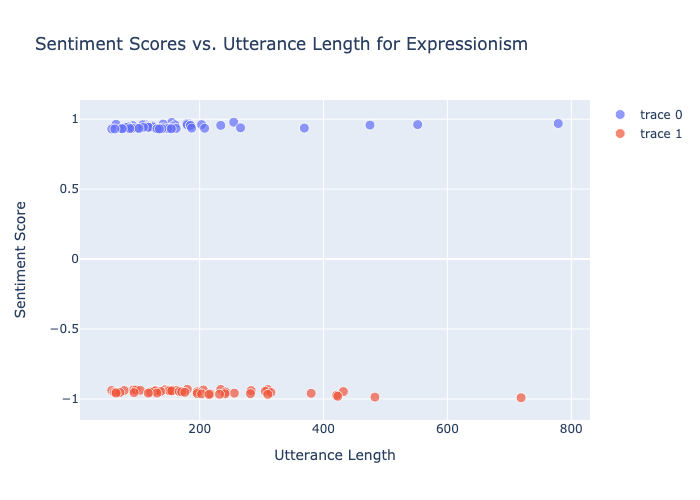 Sentiment Scores vs. Utterance Length for Expressionism
trace 0
trace 1
1
0.5
0
−0.5
−1
Sentiment Score
200
400
600
800
Utterance Length